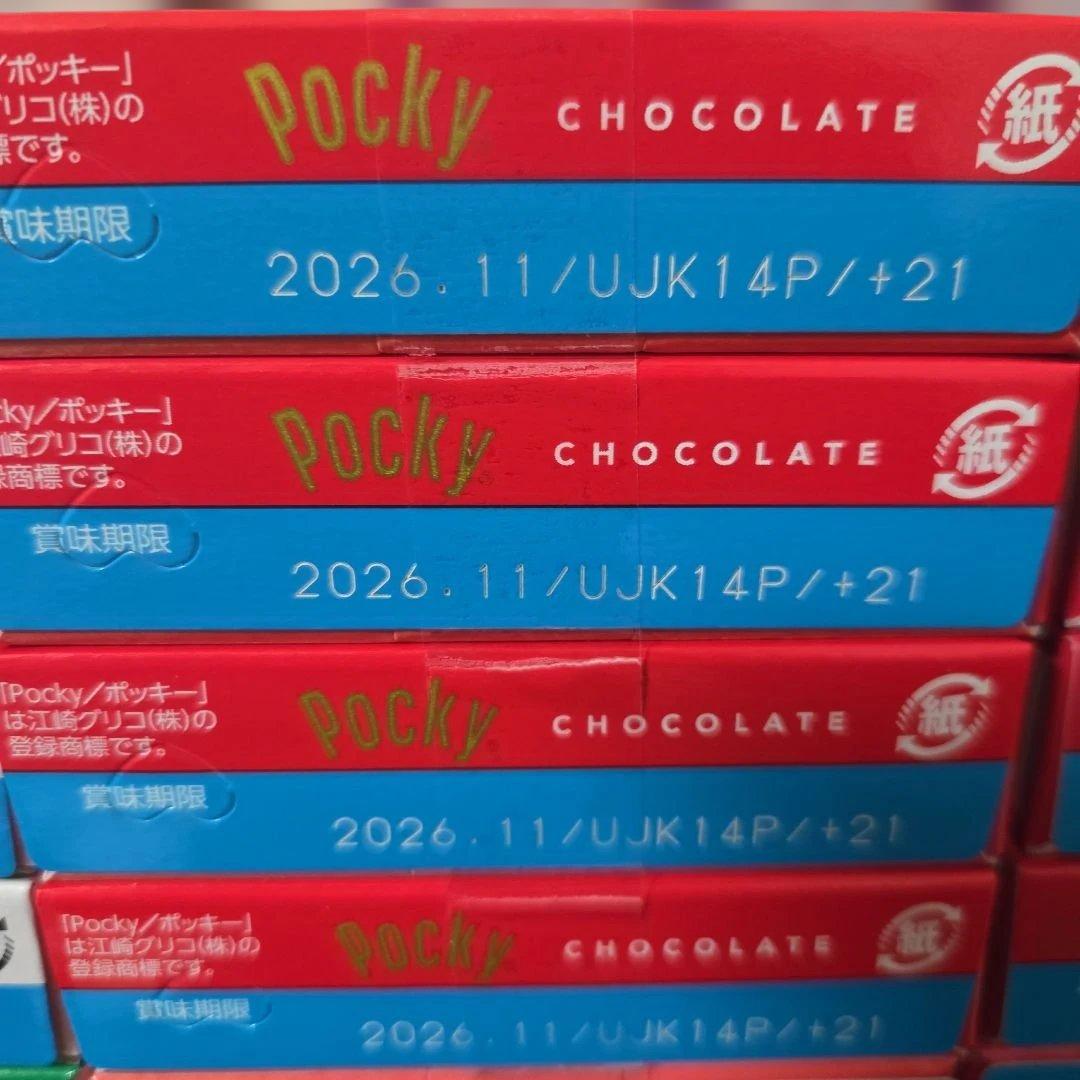 /ポッキー」
グリコ(株)の
標です。
Pocky CHOCOLATE 紙
賞味期限
2026.11/UJK14P/+21
cky/ポッキー」
崎グリコ(株)の
録商標です。
Pocky CHOCOLATE 紙
賞味期限
2026.11/UJK14P/+21
「Pocky/ポッキー」
は江崎グリコ(株)の
登録商標です。
Pocky CHOCOLATE 紙
賞味期限
2026.11/UJK14P/+21
「Pocky/ポッキー」
は江崎グリコ(株)の
登録商標です。
Pocky CHOCOLATE 紙
賞味期限
2026.11/UJK14P/+21